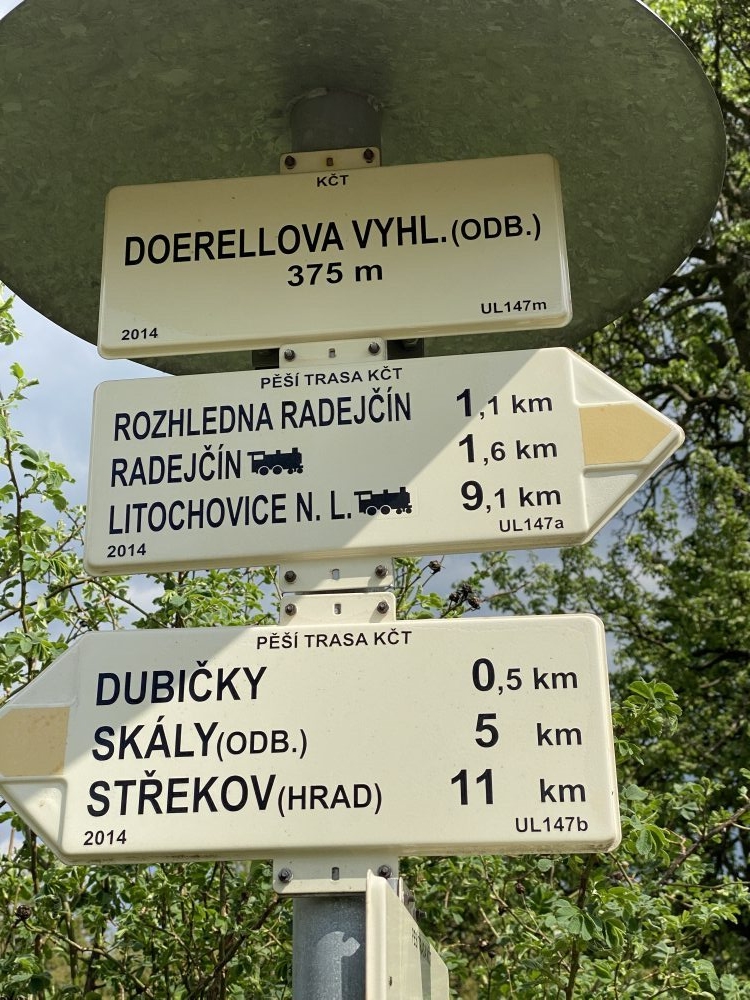 KČT
DOERELLOVA VYHL.(ODB.)
375 m
2014 UL147m
PĚŠÍ TRASA KČT
ROZHLEDNA RADEJČÍN 1,1 km
RADEJČÍN 1,6 km
LITOCHOVICE N. L. 9,1 km
2014 UL147a
PĚŠÍ TRASA KČT
DUBIČKY 0,5 km
SKÁLY(ODB.) 5 km
STŘEKOV(HRAD) 11 km
2014 UL147b